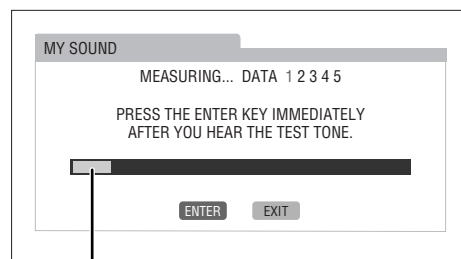 MY SOUND
MEASURING... DATA 1 2 3 4 5
PRESS THE ENTER KEY IMMEDIATELY
AFTER YOU HEAR THE TEST TONE.
ENTER EXIT